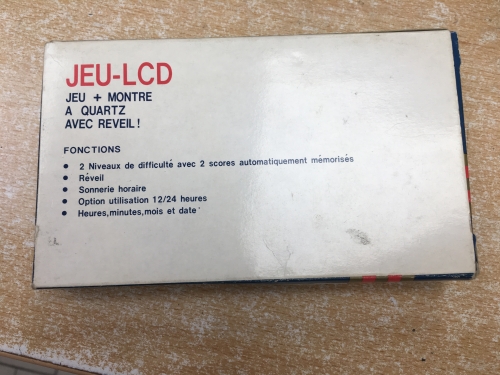 JEU-LCD
JEU + MONTRE
A QUARTZ
AVEC REVEIL!
FONCTIONS
• 2 Niveaux de difficulté avec 2 scores automatiquement mémorisés
• Réveil
• Sonnerie horaire
• Option utilisation 12/24 heures
• Heures,minutes,mois et date